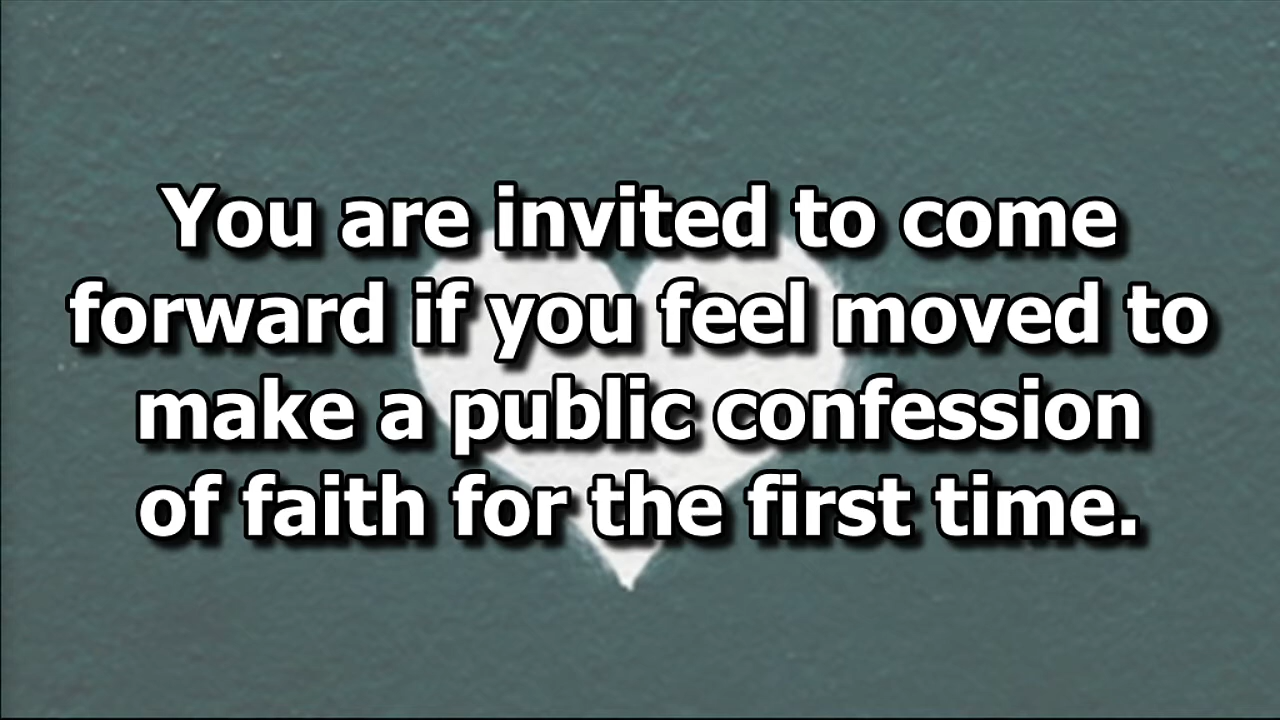 You are invited to come
forward if you feel moved to
make a public confession
of faith for the first time.